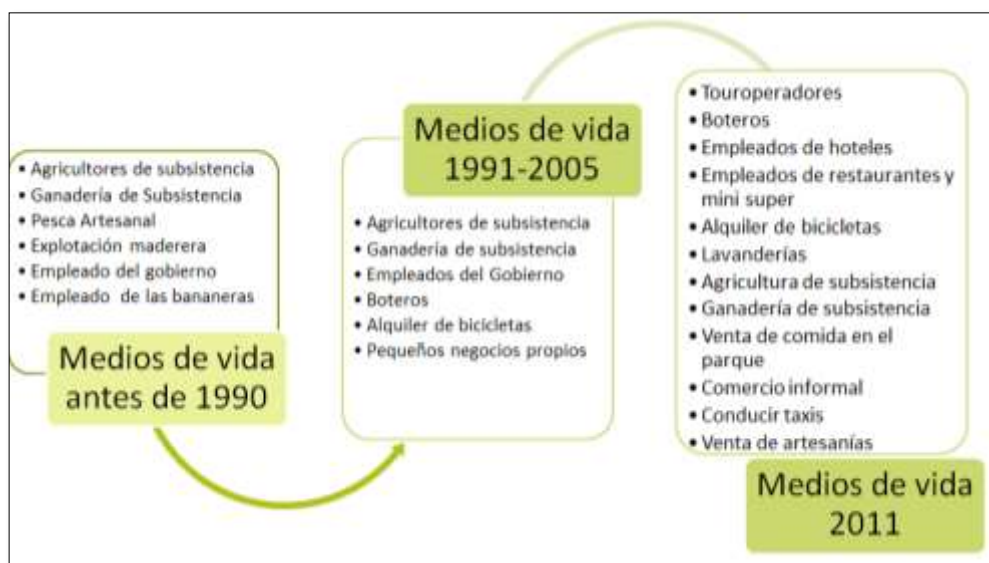 • Agricultores de subsistencia
• Ganadería de Subsistencia
• Pesca Artesanal
• Explotación maderera
• Empleado del gobierno
• Empleado de las bananeras
Medios de vida
antes de 1990
Medios de vida
1991-2005
• Agricultores de subsistencia
• Ganadería de subsistencia
• Empleados del Gobierno
• Boteros
• Alquiler de bicicletas
• Pequeños negocios propios
• Touroperadores
• Boteros
• Empleados de hoteles
• Empleados de restaurantes y
mini super
• Alquiler de bicicletas
• Lavanderías
• Agricultura de subsistencia
• Ganadería de subsistencia
• Venta de comida en el
parque
• Comercio informal
• Conducir taxis
• Venta de artesanías
Medios de vida
2011